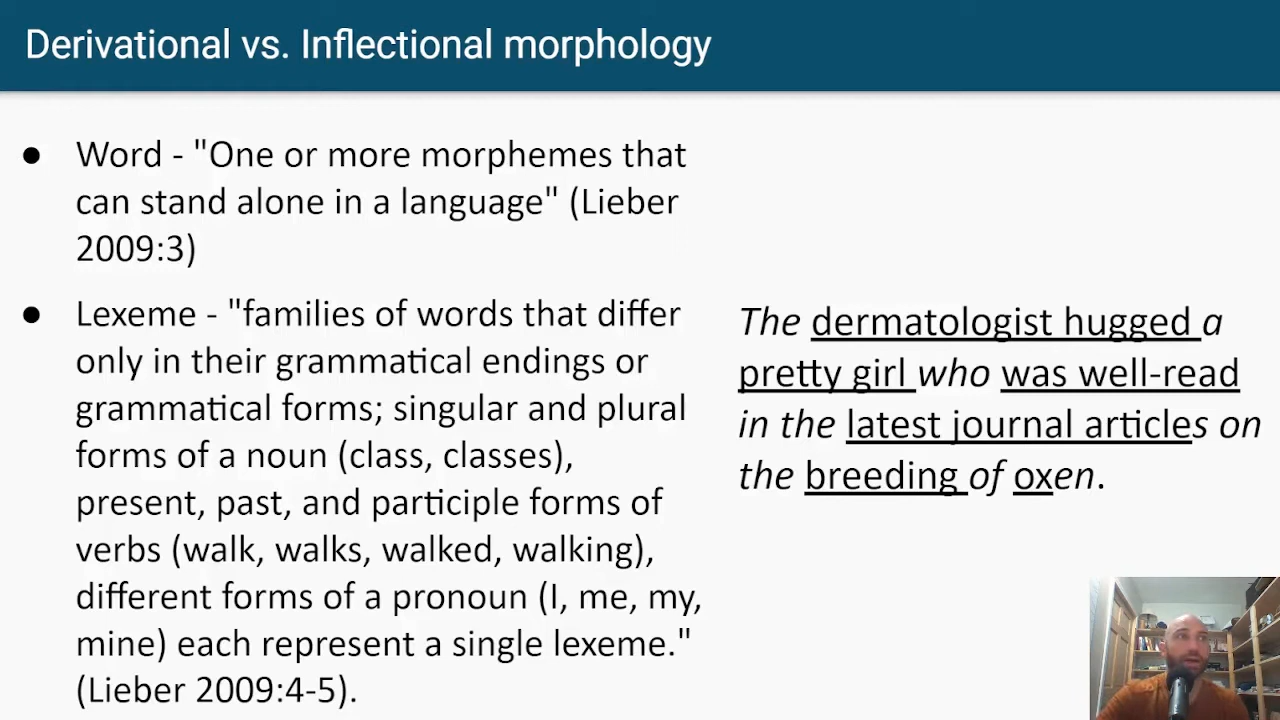 Derivational vs. Inflectional morphology
● Word - "One or more morphemes that
can stand alone in a language" (Lieber
2009:3)
● Lexeme - "families of words that differ
only in their grammatical endings or
grammatical forms; singular and plural
forms of a noun (class, classes),
present, past, and participle forms of
verbs (walk, walks, walked, walking),
different forms of a pronoun (I, me, my,
mine) each represent a single lexeme."
(Lieber 2009:4-5).
The dermatologist hugged a
pretty girl who was well-read
in the latest journal articles on
the breeding of oxen.